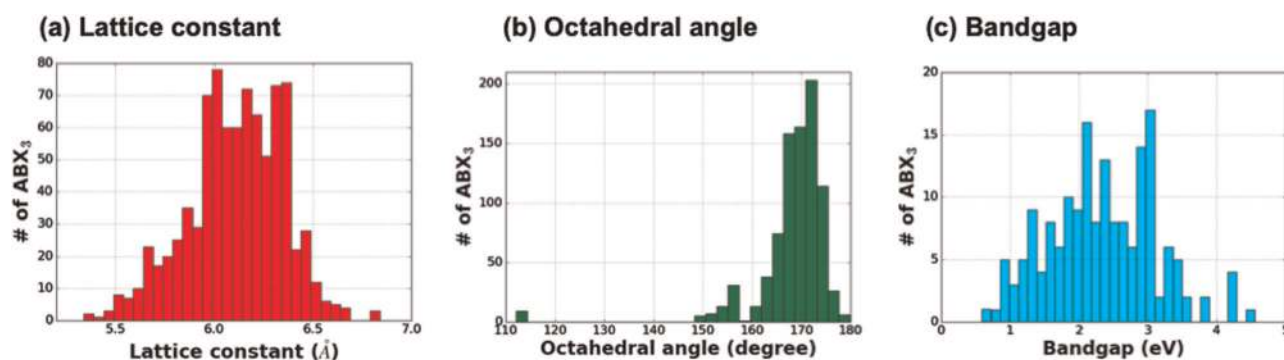 (a) Lattice constant
80
70
60
50
40
30
20
10
0
# of ABX3
5.5 6.0 6.5 7.0
Lattice constant (Å)
(b) Octahedral angle
200
150
100
50
0
# of ABX3
110 120 130 140 150 160 170 180
Octahedral angle (degree)
(c) Bandgap
20
15
10
5
0
# of ABX3
0 1 2 3 4
Bandgap (eV)